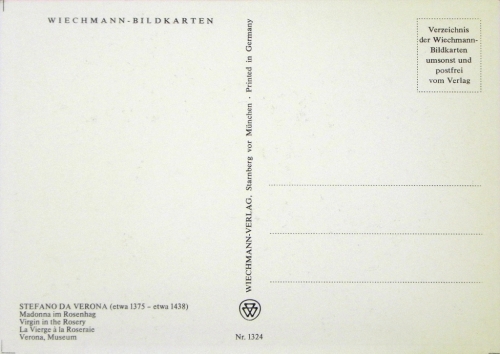 WIECHMANN-BILDKARTEN
Verzeichnis
der Wiechmann-
Bildkarten
umsonst und
postfrei
vom Verlag
WIECHMANN-VERLAG, Starnberg vor München · Printed in Germany
STEFANO DA VERONA (etwa 1375 – etwa 1438)
Madonna im Rosenhag
Virgin in the Rosery
La Vierge à la Roseraie
Verona, Museum
Nr. 1324